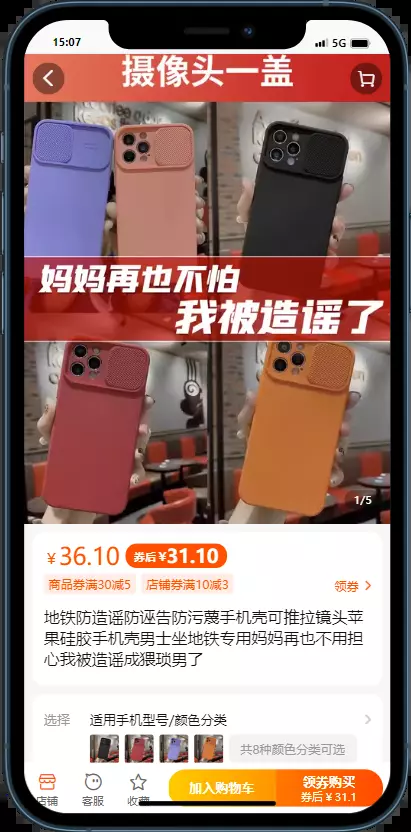 15:07
5G
摄像头一盖
妈妈再也不怕
我被造谣了
1/5
¥36.10 券后¥31.10
商品券满30减5 店铺券满10减3 领券
地铁防造谣防诬告防污蔑手机壳可推拉镜头苹
果硅胶手机壳男士坐地铁专用妈妈再也不用担
心我被造谣成猥琐男了
选择 适用手机型号/颜色分类
共8种颜色分类可选
店铺 客服 收藏 加入购物车 领券购买
券后¥31.1